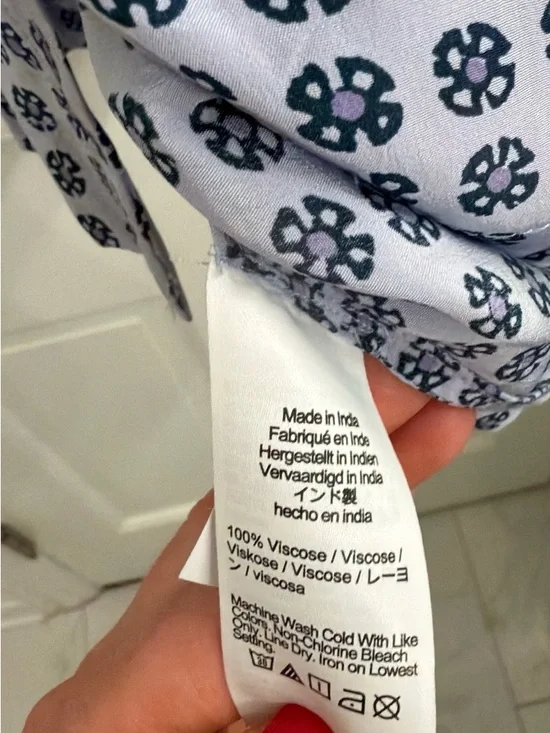 Made in India
Fabriqué en Inde
Hergestellt in Indien
Vervaardigd in India
インド製
hecho en india
100% Viscose / Viscose /
Viskose / Viscose / レーヨ
ン / viscosa
Machine Wash Cold With Like
Colors. Non-Chlorine Bleach
Only. Line Dry. Iron on Lowest
Setting.
30